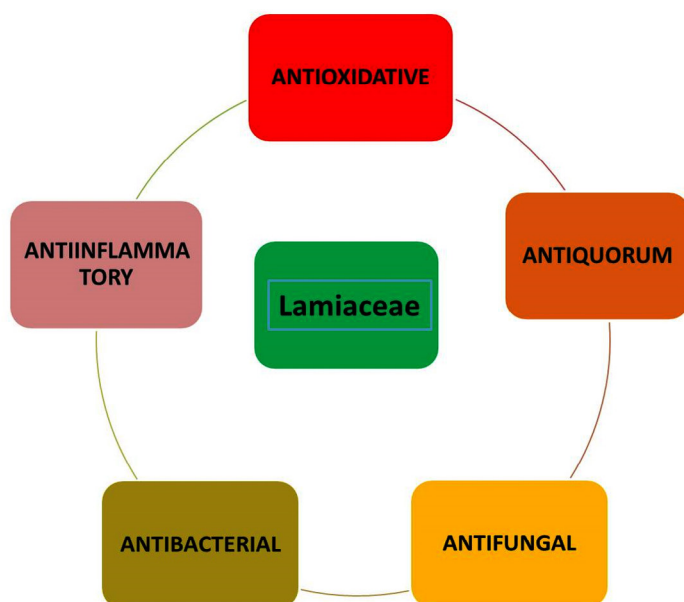 ANTIOXIDATIVE
ANTIINFLAMMA
TORY
ANTIQUORUM
Lamiaceae
ANTIBACTERIAL
ANTIFUNGAL